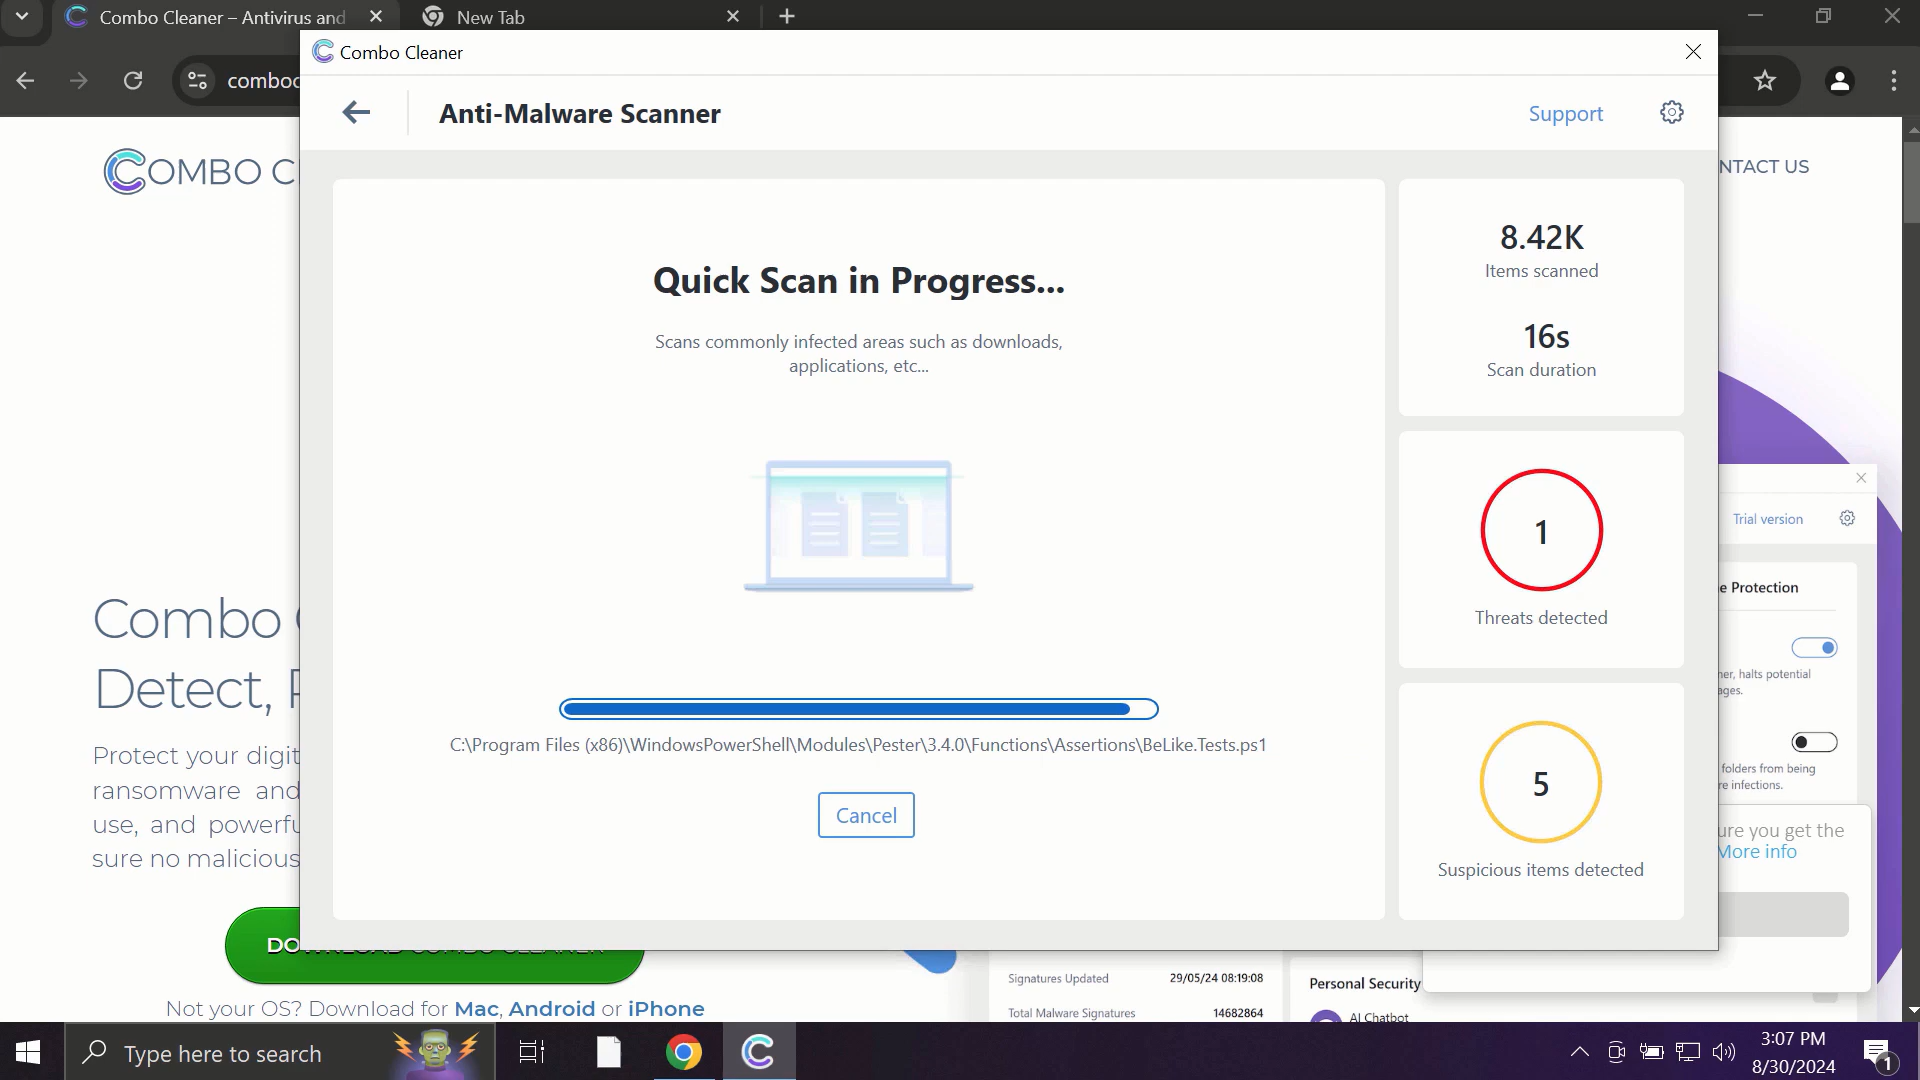 Combo Cleaner – Antivirus and
New Tab
comboc
Combo Cleaner
Anti-Malware Scanner
Support
COMBO C
NTACT US
Quick Scan in Progress...
Scans commonly infected areas such as downloads,
applications, etc...
8.42K
Items scanned
16s
Scan duration
1
Threats detected
5
Suspicious items detected
C:\Program Files (x86)\WindowsPowerShell\Modules\Pester\3.4.0\Functions\Assertions\BeLike.Tests.ps1
Cancel
Trial version
e Protection
ner, halts potential
ages.
folders from being
re infections.
ure you get the
More info
Combo
Detect,
Protect your digit
ransomware and
use, and powerfu
sure no malicious
DOWNLOAD COMBO CLEANER
Not your OS? Download for Mac, Android or iPhone
Signatures Updated 29/05/24 08:19:08
Total Malware Signatures 14682864
Personal Security
AI Chatbot
Type here to search
3:07 PM
8/30/2024
1